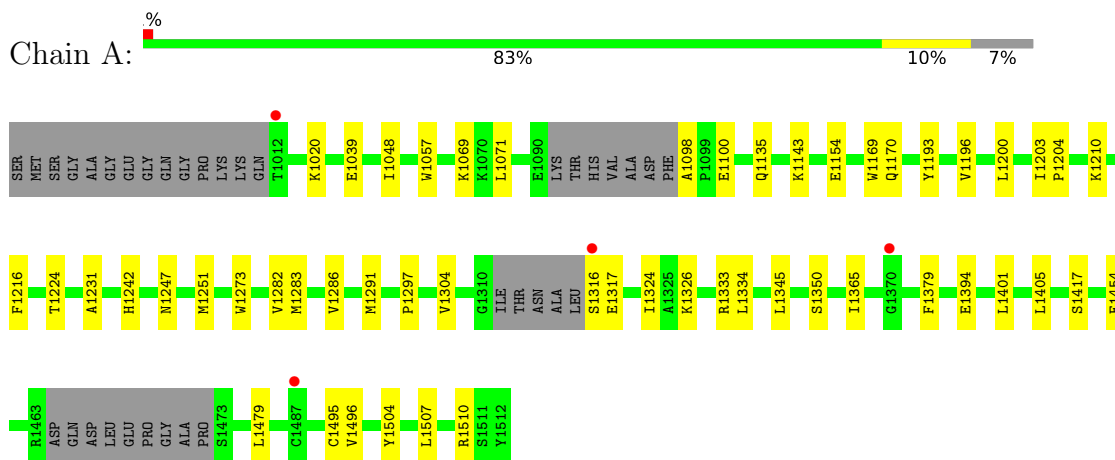 %
Chain A:
83% 10% 7%
SER MET SER GLY ALA GLY GLU GLY GLN GLY PRO LYS LYS GLN T1012 K1020 E1039 I1048 W1057 K1069 K1070 L1071 E1090 LYS THR HIS VAL ALA ASP PHE A1098 P1099 E1100 Q1135 K1143 E1154 W1169 Q1170 Y1193 V1196 L1200 I1203 P1204 K1210
F1216 T1224 A1231 H1242 N1247 M1251 W1273 V1282 M1283 V1286 M1291 P1297 V1304 G1310 ILE THR ASN ALA LEU S1316 E1317 I1324 A1325 K1326 R1333 L1334 L1345 S1350 I1365 G1370 F1379 E1394 L1401 L1405 S1417
R1463 ASP GLN ASP LEU GLU PRO GLY ALA PRO S1473 L1479 C1487 C1495 V1496 Y1504 L1507 R1510 S1511 Y1512